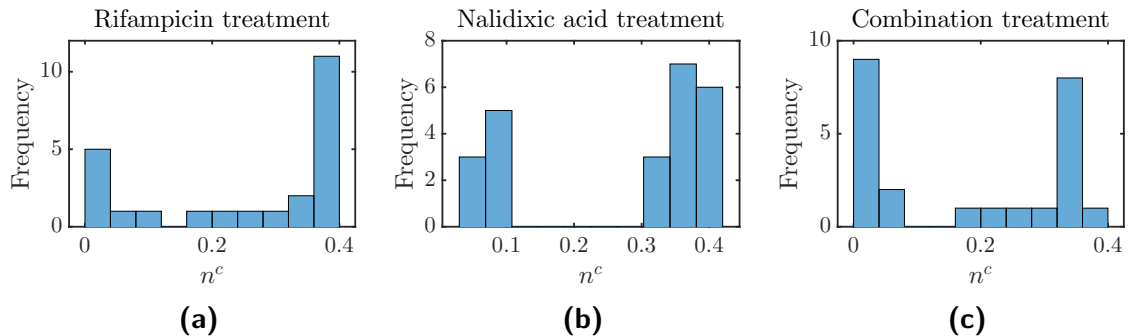 Rifampicin treatment
Frequency
10
5
0
0
0.2
0.4
n^c
(a)
Nalidixic acid treatment
Frequency
8
6
4
2
0
0.1
0.2
0.3
0.4
n^c
(b)
Combination treatment
Frequency
10
5
0
0
0.2
0.4
n^c
(c)